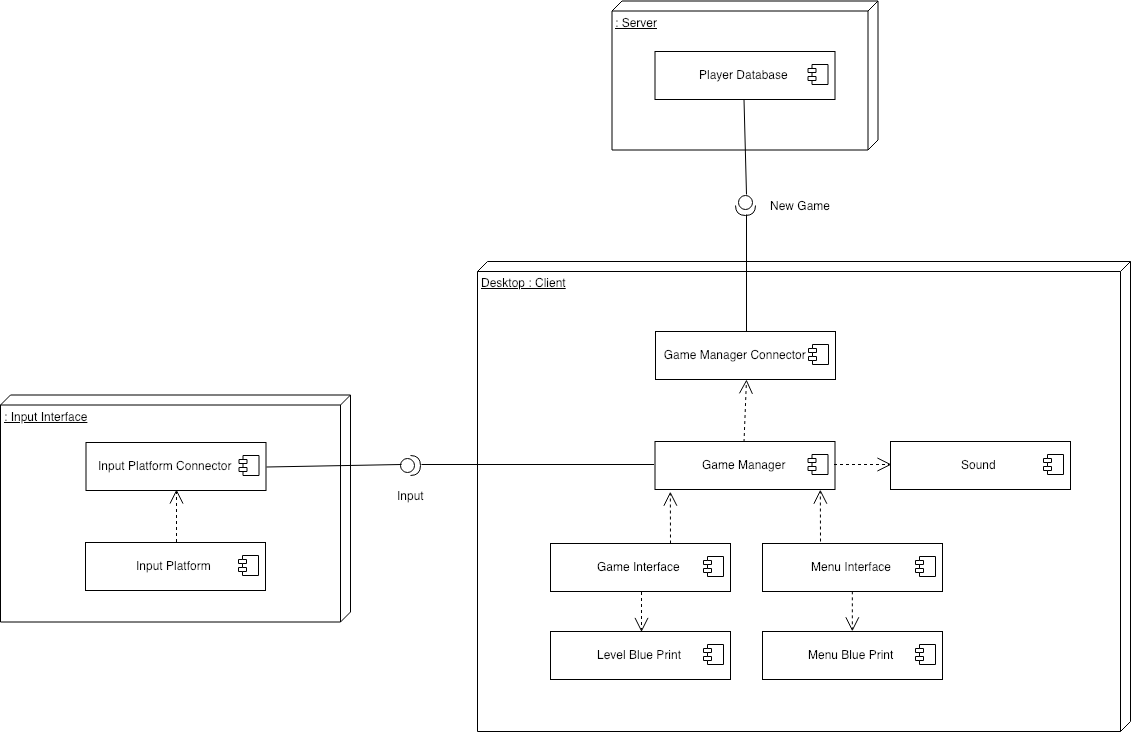 : Server
Player Database
New Game
Desktop : Client
Game Manager Connector
: Input Interface
Input Platform Connector
Input
Game Manager
Sound
Input Platform
Game Interface
Menu Interface
Level Blue Print
Menu Blue Print